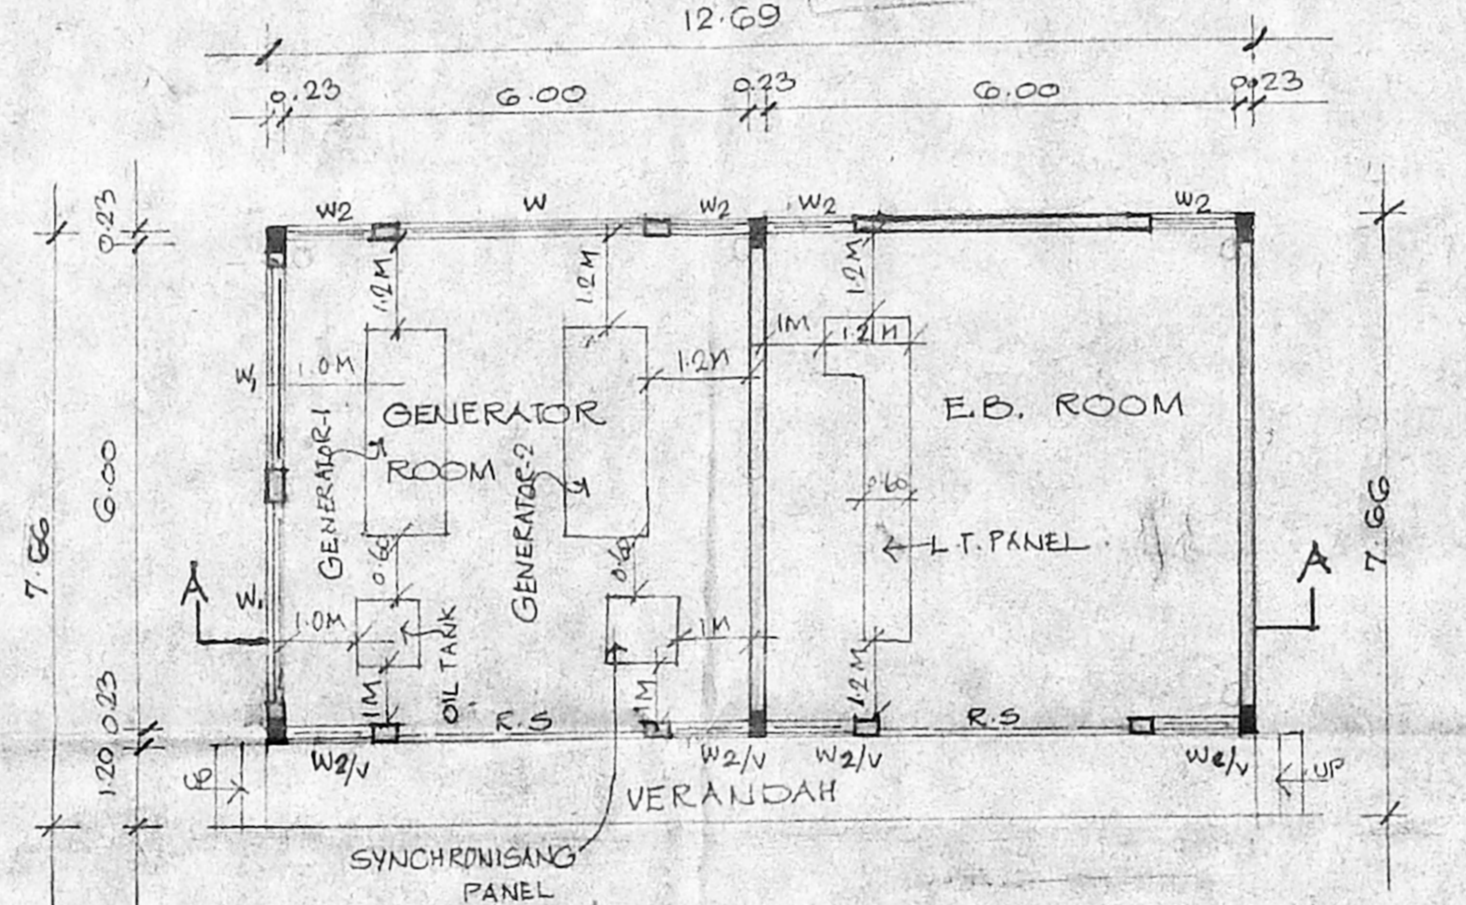 12.69
0.23 6.00 0.23 6.00 0.23
W2 W W2 W2 W2
0.23
1.2M 1.2M 1.2M
1M 1.2M
W1 1.0M 1.2M
GENERATOR
ROOM
E.B. ROOM
GENERATOR-1
GENERATOR-2
6.00
7.66
7.66
0.60
0.60 0.60
L.T. PANEL
A A
W1 1.0M 1M
OIL TANK
1M 1M 1.2M
0.23
R.S R.S
W2/V W2/V W2/V W2/V
1.20
UP
VERANDAH
SYNCHRONISANG
PANEL